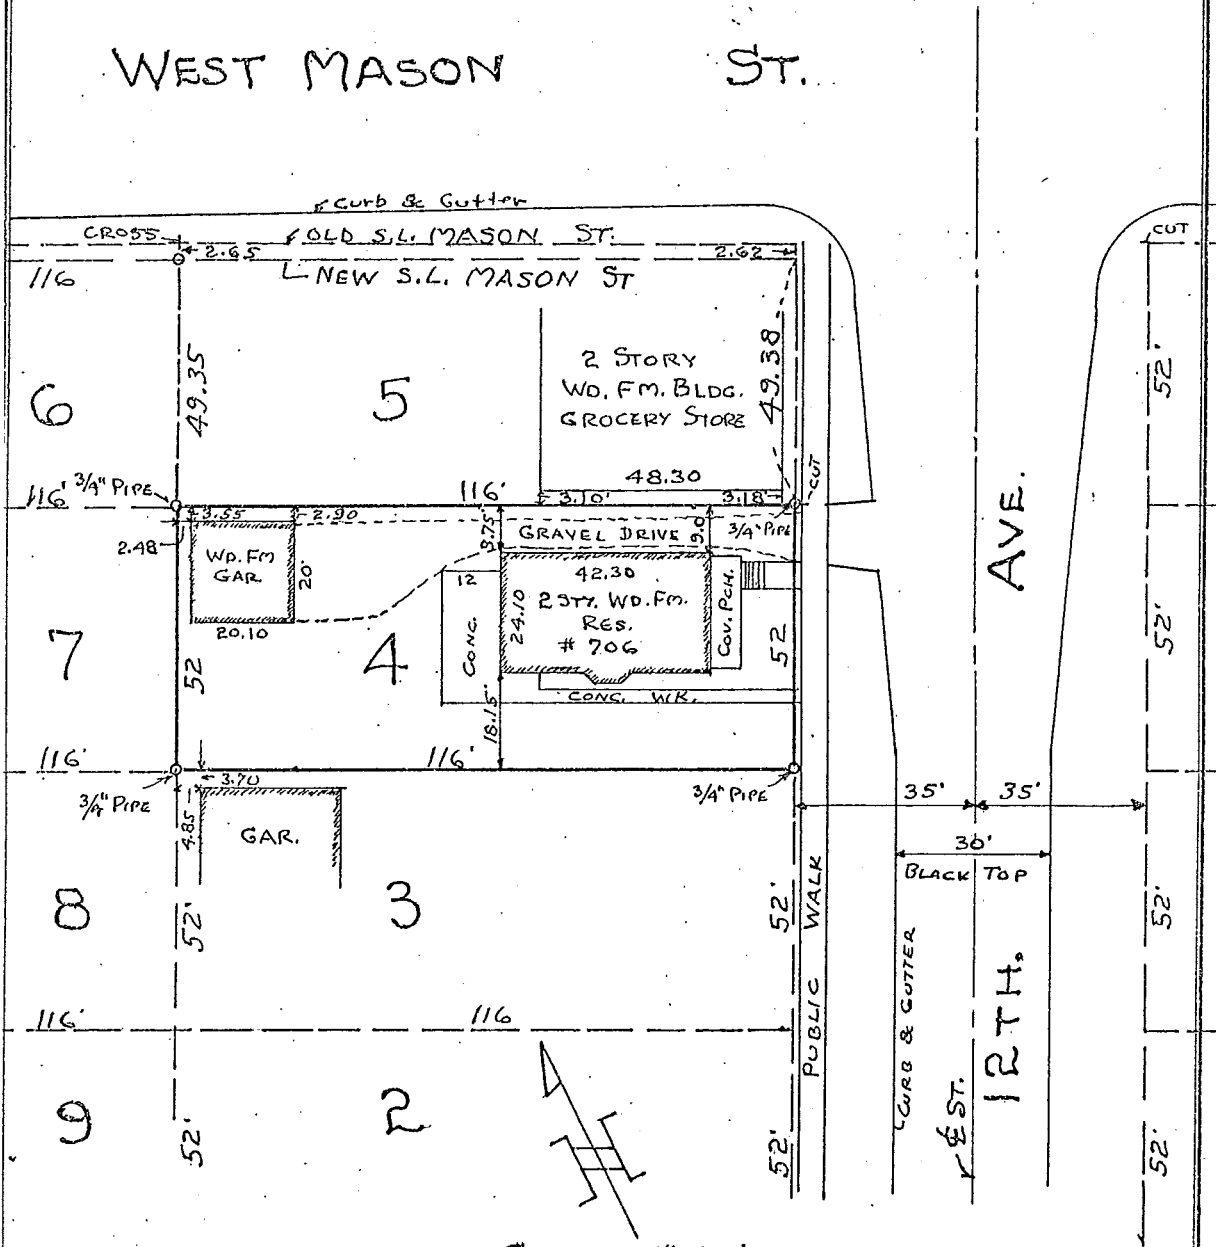 WEST MASON ST.
Curb & Gutter
CROSS
OLD S.L. MASON ST.
CUT
2.65
2.62
116
NEW S.L. MASON ST
49.35
49.38
52'
2 STORY
WD. FM. BLDG.
GROCERY STORE
6
5
48.30
CUT
116'
3/4" PIPE
116'
3.10'
3.18'
3.55
2.90
3/4" PIPE
2.48
8.75'
GRAVEL DRIVE
9.0
WD. FM
GAR.
20'
20.10
12
42.30
24.10
2 STY. WD. FM.
RES.
# 706
COV. PCH.
CONC.
52
52
52'
7
4
CONC. WK.
18.15'
116'
116'
3.70
3/4" PIPE
3/4" PIPE
35'
35'
4.85
GAR.
30'
BLACK TOP
8
3
52'
52'
52'
PUBLIC WALK
CURB & GUTTER
12TH. AVE.
116'
116
℄ ST.
9
2
52'
52'
52'
N